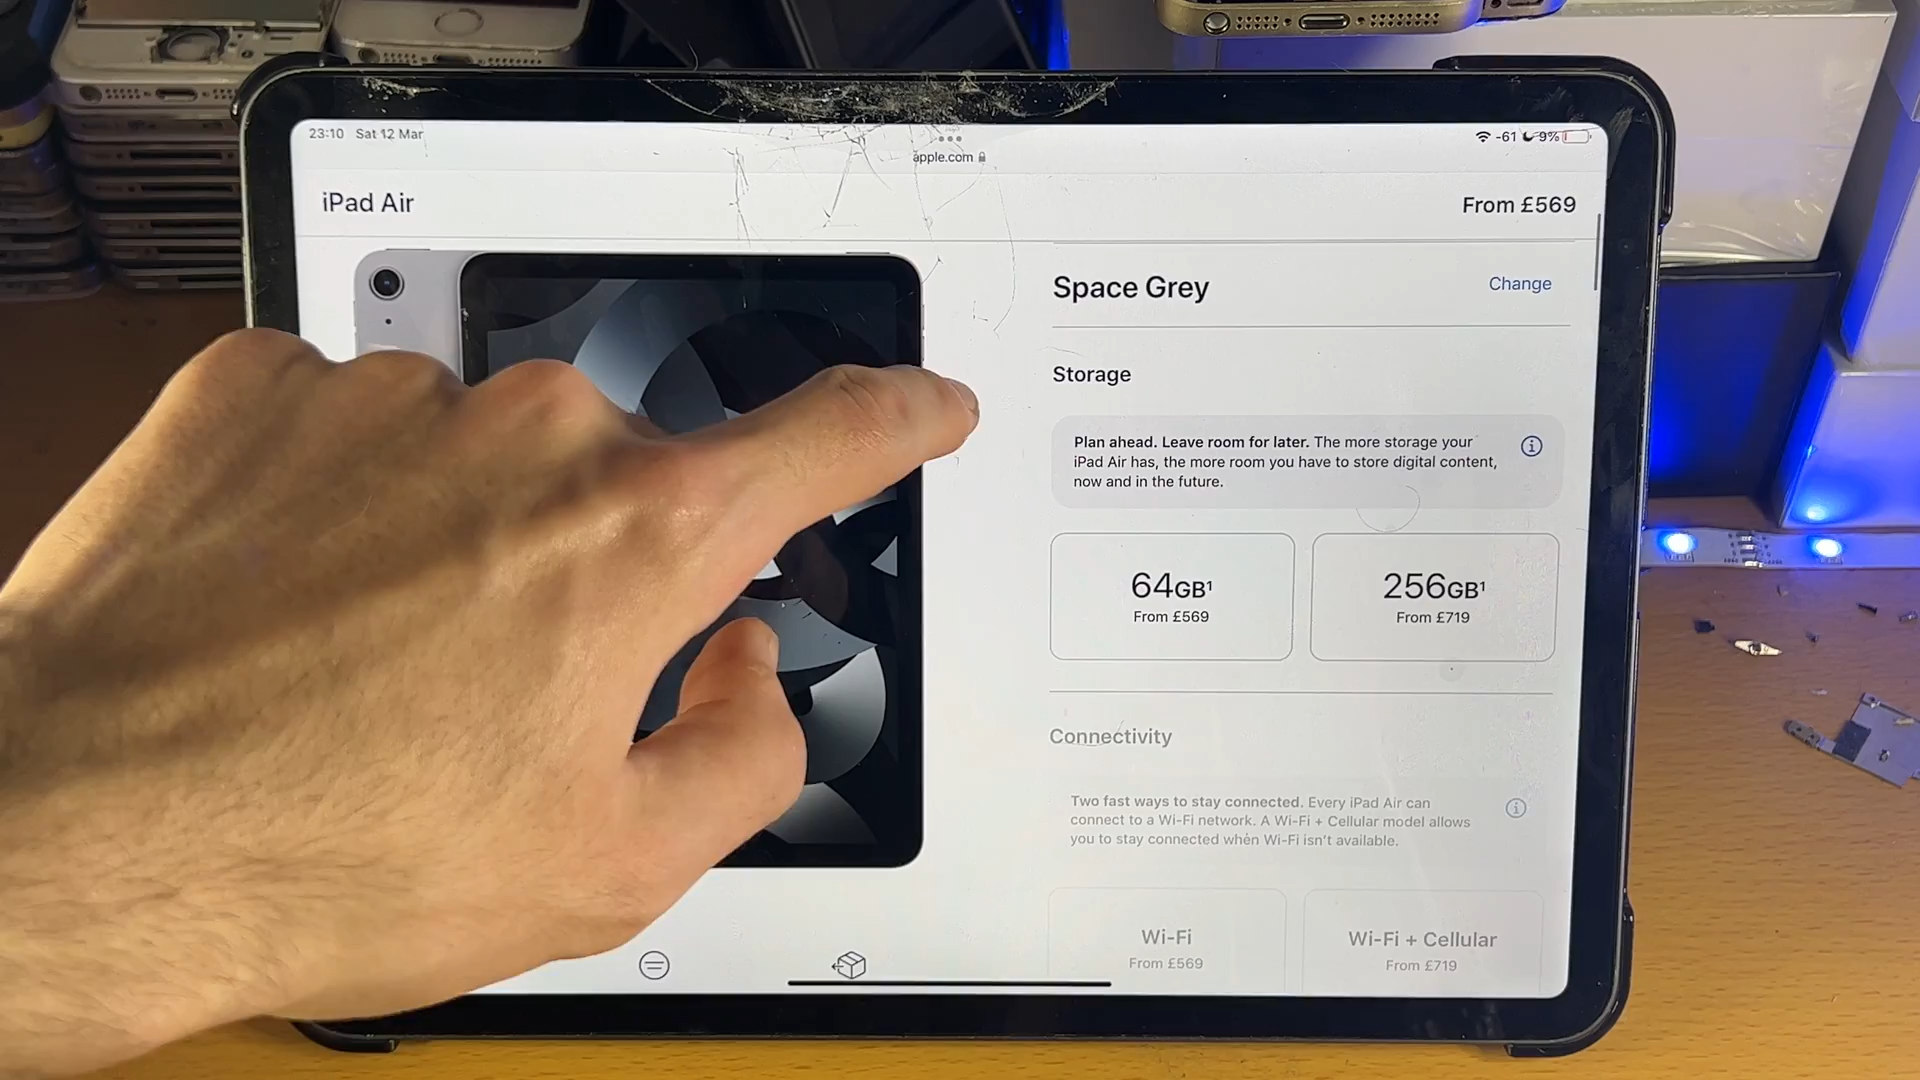 23:10 Sat 12 Mar
-61 9%
apple.com
iPad Air
From £569
Space Grey
Change
Storage
Plan ahead. Leave room for later. The more storage your
iPad Air has, the more room you have to store digital content,
now and in the future.
64GB¹
From £569
256GB¹
From £719
Connectivity
Two fast ways to stay connected. Every iPad Air can
connect to a Wi-Fi network. A Wi-Fi + Cellular model allows
you to stay connected when Wi-Fi isn't available.
Wi-Fi
From £569
Wi-Fi + Cellular
From £719